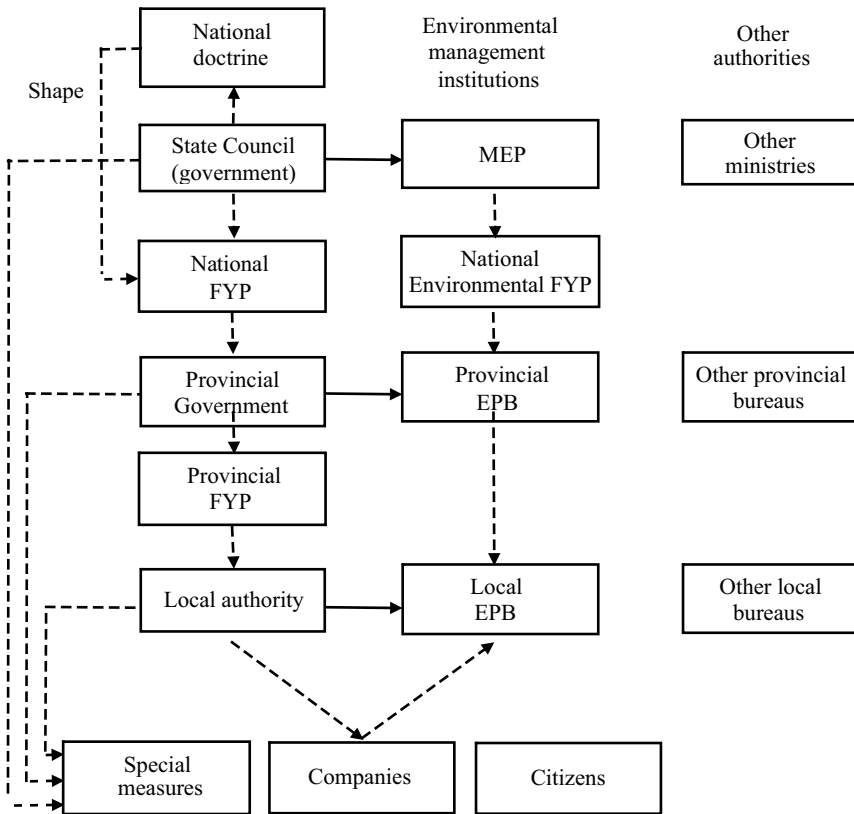 National
doctrine
Environmental
management
institutions
Other
authorities
Shape
State Council
(government)
MEP
Other
ministries
National
FYP
National
Environmental FYP
Provincial
Government
Provincial
EPB
Other provincial
bureaus
Provincial
FYP
Local authority
Local
EPB
Other local
bureaus
Special
measures
Companies
Citizens